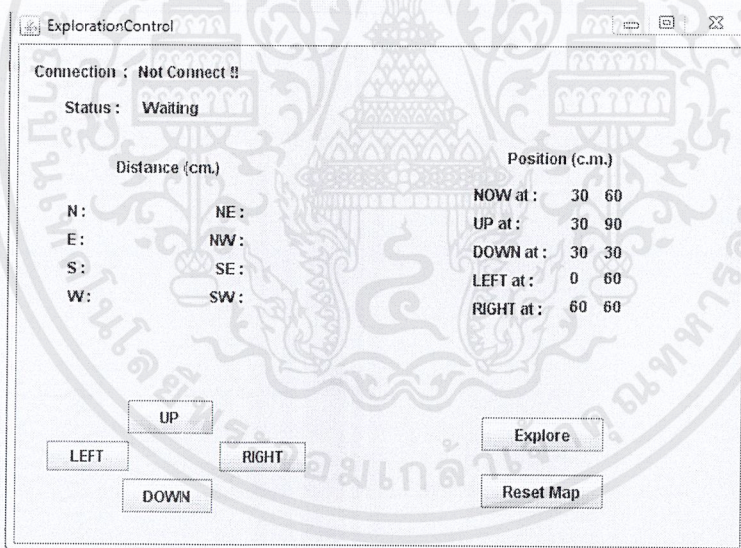 ExplorationControl
Connection : Not Connect !!
Status : Waiting
Distance (cm.)
N : NE :
E : NW :
S : SE :
W : SW :
Position (c.m.)
NOW at : 30 60
UP at : 30 90
DOWN at : 30 30
LEFT at : 0 60
RIGHT at : 60 60
UP
LEFT RIGHT
DOWN
Explore
Reset Map